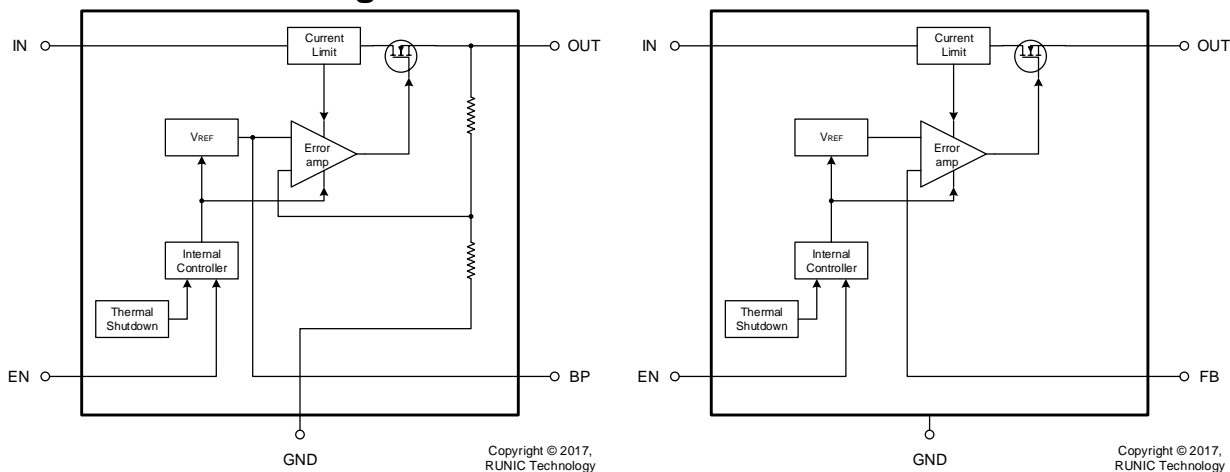 IN
Current
Limit
OUT
VREF
Error
amp
Internal
Controller
Thermal
Shutdown
EN
BP
GND
Copyright © 2017,
RUNIC Technology
IN
Current
Limit
OUT
VREF
Error
amp
Internal
Controller
Thermal
Shutdown
EN
FB
GND
Copyright © 2017,
RUNIC Technology